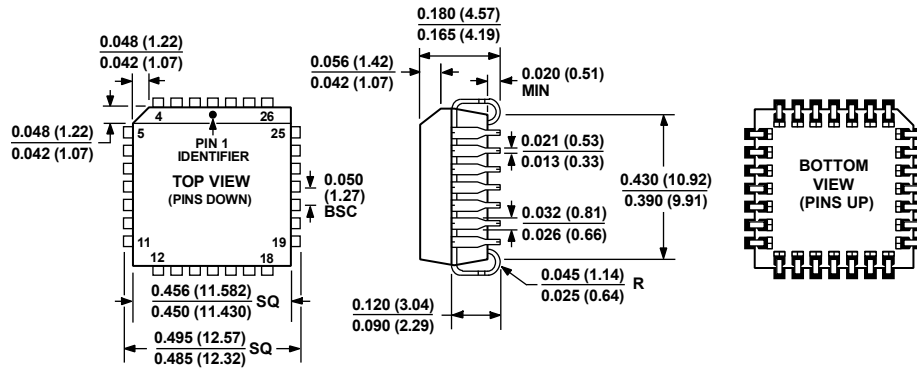 0.180 (4.57)
0.165 (4.19)
0.048 (1.22)
0.042 (1.07)
0.056 (1.42)
0.042 (1.07)
0.020 (0.51)
MIN
4
26
0.048 (1.22)
0.042 (1.07)
5
25
PIN 1
IDENTIFIER
TOP VIEW
(PINS DOWN)
0.050
(1.27)
BSC
0.021 (0.53)
0.013 (0.33)
0.430 (10.92)
0.390 (9.91)
BOTTOM
VIEW
(PINS UP)
0.032 (0.81)
0.026 (0.66)
11
19
12
18
0.456 (11.582) SQ
0.450 (11.430)
0.495 (12.57) SQ
0.485 (12.32)
0.120 (3.04)
0.090 (2.29)
0.045 (1.14) R
0.025 (0.64)